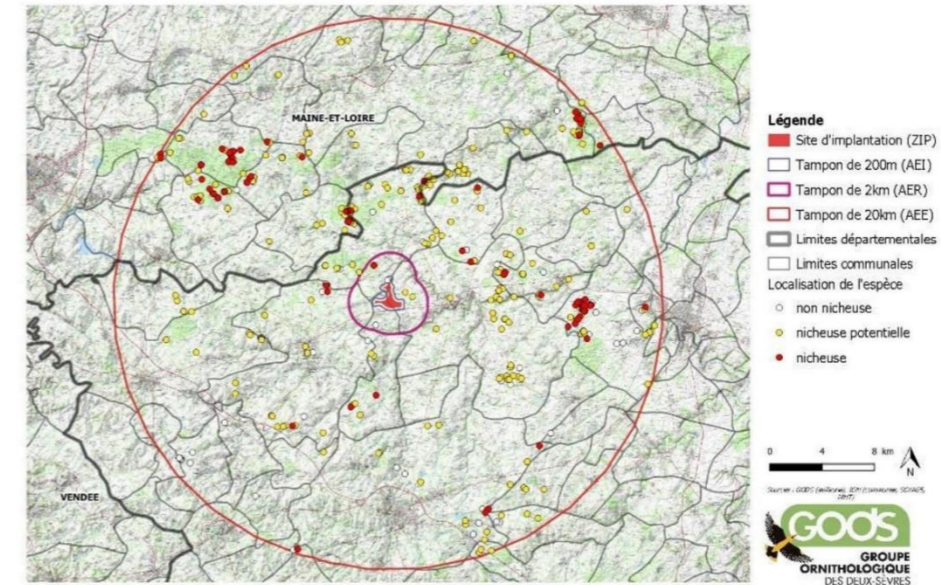 MAINE-ET-LOIRE
VENDEE
Légende
Site d'implantation (ZIP)
Tampon de 200m (AEI)
Tampon de 2km (AER)
Tampon de 20km (AEE)
Limites départementales
Limites communales
Localisation de l'espèce
non nicheuse
nicheuse potentielle
nicheuse
0 4 8 km
N
GODS
GROUPE
ORNITHOLOGIQUE
DES DEUX-SÈVRES